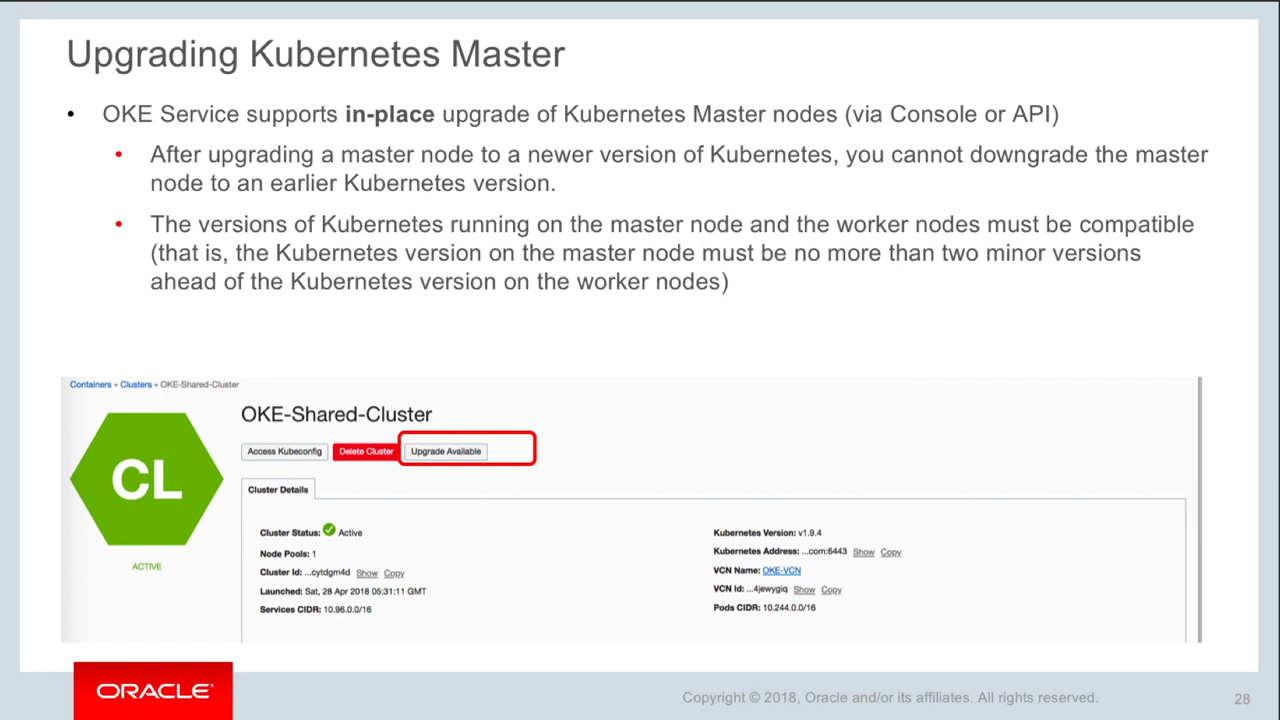 Upgrading Kubernetes Master
• OKE Service supports in-place upgrade of Kubernetes Master nodes (via Console or API)
• After upgrading a master node to a newer version of Kubernetes, you cannot downgrade the master
node to an earlier Kubernetes version.
• The versions of Kubernetes running on the master node and the worker nodes must be compatible
(that is, the Kubernetes version on the master node must be no more than two minor versions
ahead of the Kubernetes version on the worker nodes)
Containers » Clusters » OKE-Shared-Cluster
CL
ACTIVE
OKE-Shared-Cluster
Access Kubeconfig Delete Cluster Upgrade Available
Cluster Details
Cluster Status: Active
Node Pools: 1
Cluster Id: ...cytdgm4d Show Copy
Launched: Sat, 28 Apr 2018 05:31:11 GMT
Services CIDR: 10.96.0.0/16
Kubernetes Version: v1.9.4
Kubernetes Address: ...com:6443 Show Copy
VCN Name: OKE-VCN
VCN Id: ...4jewygiq Show Copy
Pods CIDR: 10.244.0.0/16
ORACLE®
Copyright © 2018, Oracle and/or its affiliates. All rights reserved.
28